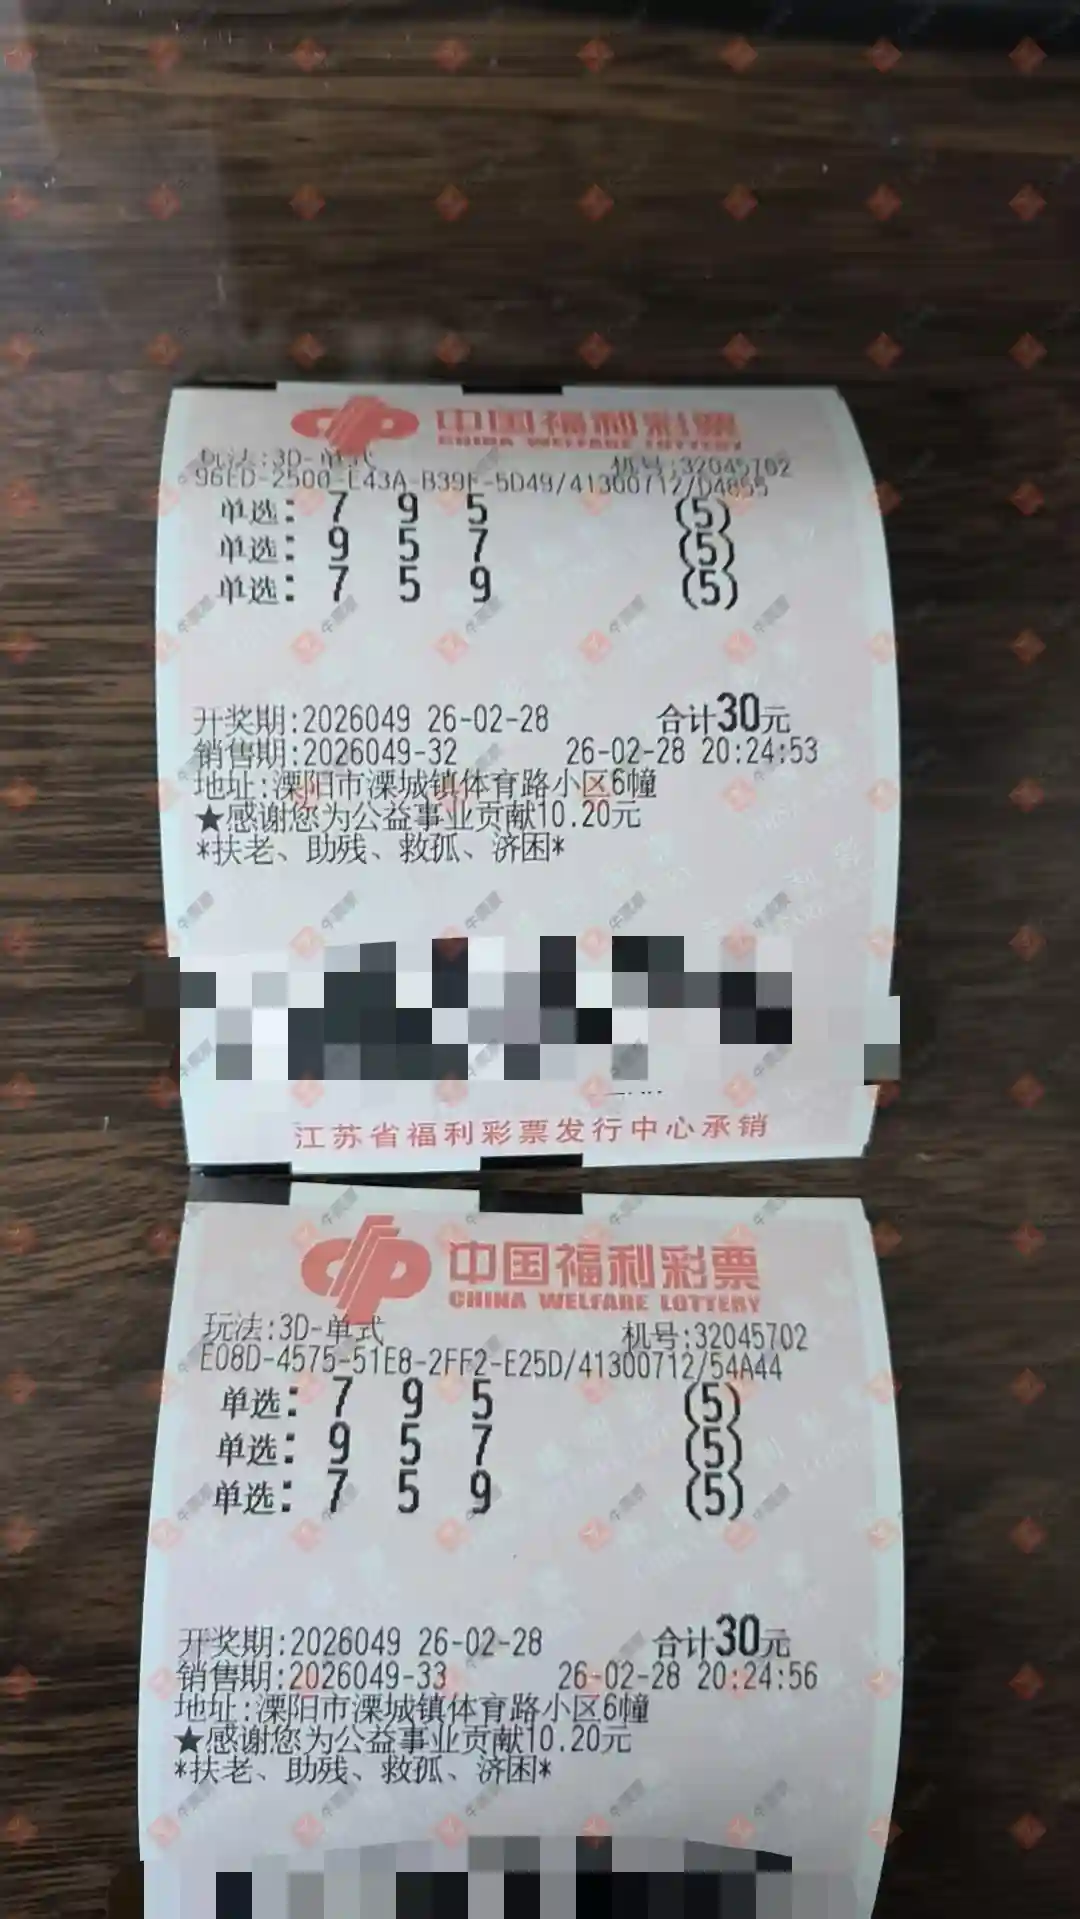 中国福利彩票
CHINA WELFARE LOTTERY
玩法:3D-单式 机号:32045702
96ED-2500-E43A-B39F-5D49/41300712/D4855
单选: 7 9 5 (5)
单选: 9 5 7 (5)
单选: 7 5 9 (5)
开奖期:2026049 26-02-28 合计30元
销售期:2026049-32 26-02-28 20:24:53
地址:溧阳市溧城镇体育路小区6幢
★感谢您为公益事业贡献10.20元
*扶老、助残、救孤、济困*
江苏省福利彩票发行中心承销
中国福利彩票
CHINA WELFARE LOTTERY
玩法:3D-单式 机号:32045702
E08D-4575-51E8-2FF2-E25D/41300712/54A44
单选: 7 9 5 (5)
单选: 9 5 7 (5)
单选: 7 5 9 (5)
开奖期:2026049 26-02-28 合计30元
销售期:2026049-33 26-02-28 20:24:56
地址:溧阳市溧城镇体育路小区6幢
★感谢您为公益事业贡献10.20元
*扶老、助残、救孤、济困*